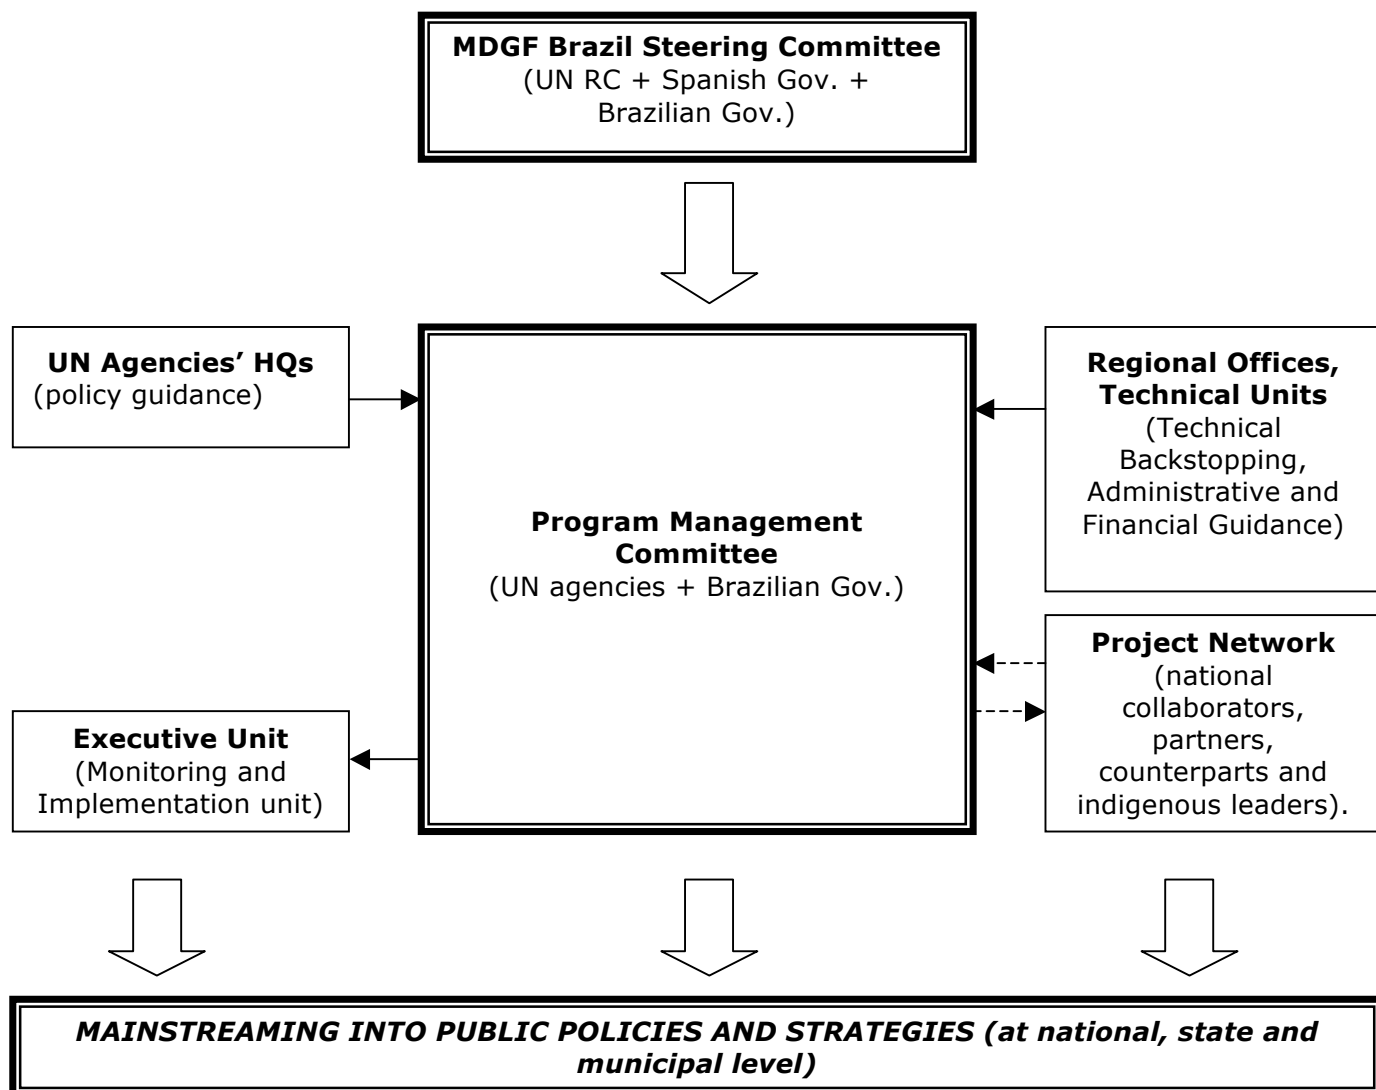 MDGF Brazil Steering Committee
(UN RC + Spanish Gov. +
Brazilian Gov.)
UN Agencies’ HQs
(policy guidance)
Regional Offices,
Technical Units
(Technical
Backstopping,
Administrative and
Financial Guidance)
Program Management
Committee
(UN agencies + Brazilian Gov.)
Project Network
(national
collaborators,
partners,
counterparts and
indigenous leaders).
Executive Unit
(Monitoring and
Implementation unit)
MAINSTREAMING INTO PUBLIC POLICIES AND STRATEGIES (at national, state and
municipal level)